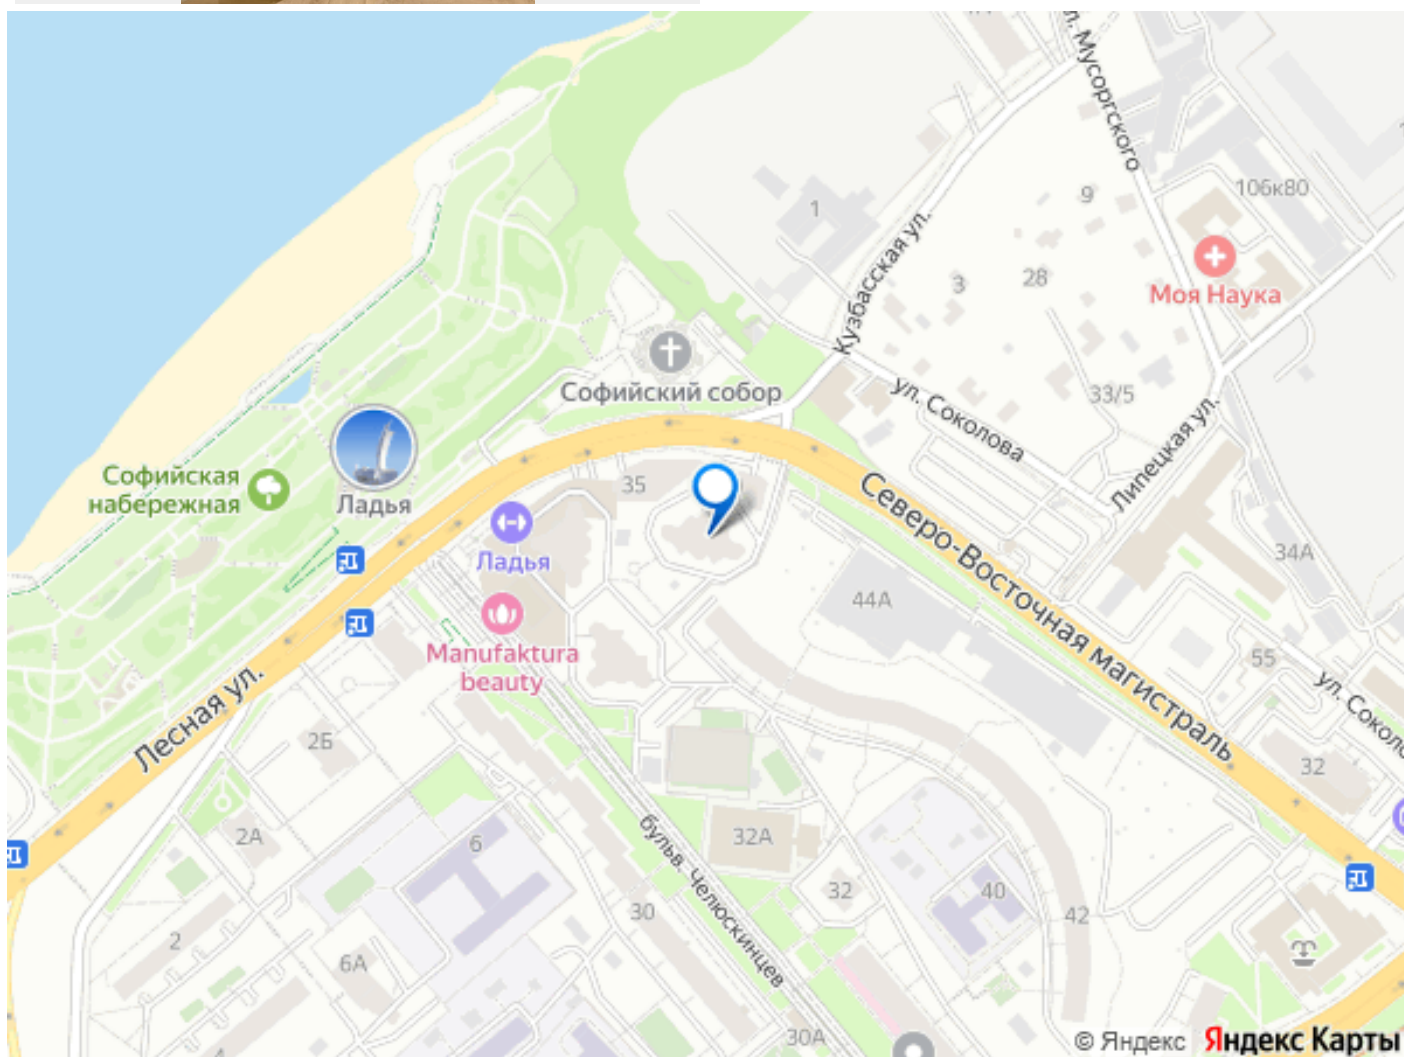 ул. Мусоргского
106к80
9
1
Моя Наука
Кузбасская ул.
3
28
Софийский собор
33/5
ул. Соколова
Липецкая ул.
Софийская
набережная
Ладья
35
Ладья
Северо-Восточная магистраль
34А
44А
Manufaktura
beauty
55
Лесная ул.
ул. Соколо
2Б
32
2А
6
32А
бульв. Челюскинцев
32
40
30
42
2
6А
30А
© Яндекс Яндекс Карты